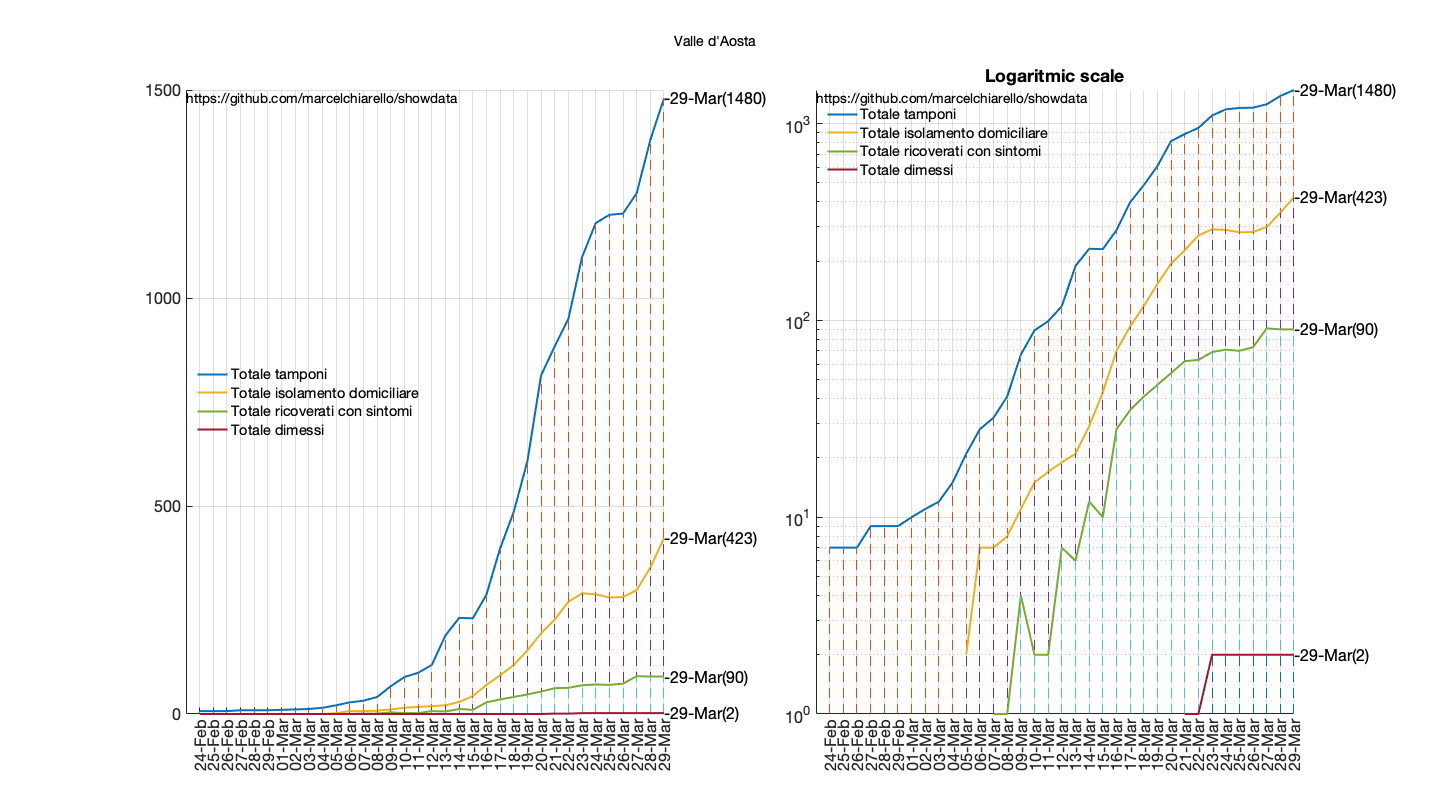 Valle d'Aosta
1500
1000
500
0
https://github.com/marcelchiarello/showdata
Totale tamponi
Totale isolamento domiciliare
Totale ricoverati con sintomi
Totale dimessi
-29-Mar(1480)
-29-Mar(423)
-29-Mar(90)
-29-Mar(2)
24-Feb
25-Feb
26-Feb
27-Feb
28-Feb
29-Feb
01-Mar
02-Mar
03-Mar
04-Mar
05-Mar
06-Mar
07-Mar
08-Mar
09-Mar
10-Mar
11-Mar
12-Mar
13-Mar
14-Mar
15-Mar
16-Mar
17-Mar
18-Mar
19-Mar
20-Mar
21-Mar
22-Mar
23-Mar
24-Mar
25-Mar
26-Mar
27-Mar
28-Mar
29-Mar
Logaritmic scale
https://github.com/marcelchiarello/showdata
Totale tamponi
Totale isolamento domiciliare
Totale ricoverati con sintomi
Totale dimessi
10³
10²
10¹
10⁰
-29-Mar(1480)
-29-Mar(423)
-29-Mar(90)
-29-Mar(2)
24-Feb
25-Feb
26-Feb
27-Feb
28-Feb
29-Feb
01-Mar
02-Mar
03-Mar
04-Mar
05-Mar
06-Mar
07-Mar
08-Mar
09-Mar
10-Mar
11-Mar
12-Mar
13-Mar
14-Mar
15-Mar
16-Mar
17-Mar
18-Mar
19-Mar
20-Mar
21-Mar
22-Mar
23-Mar
24-Mar
25-Mar
26-Mar
27-Mar
28-Mar
29-Mar